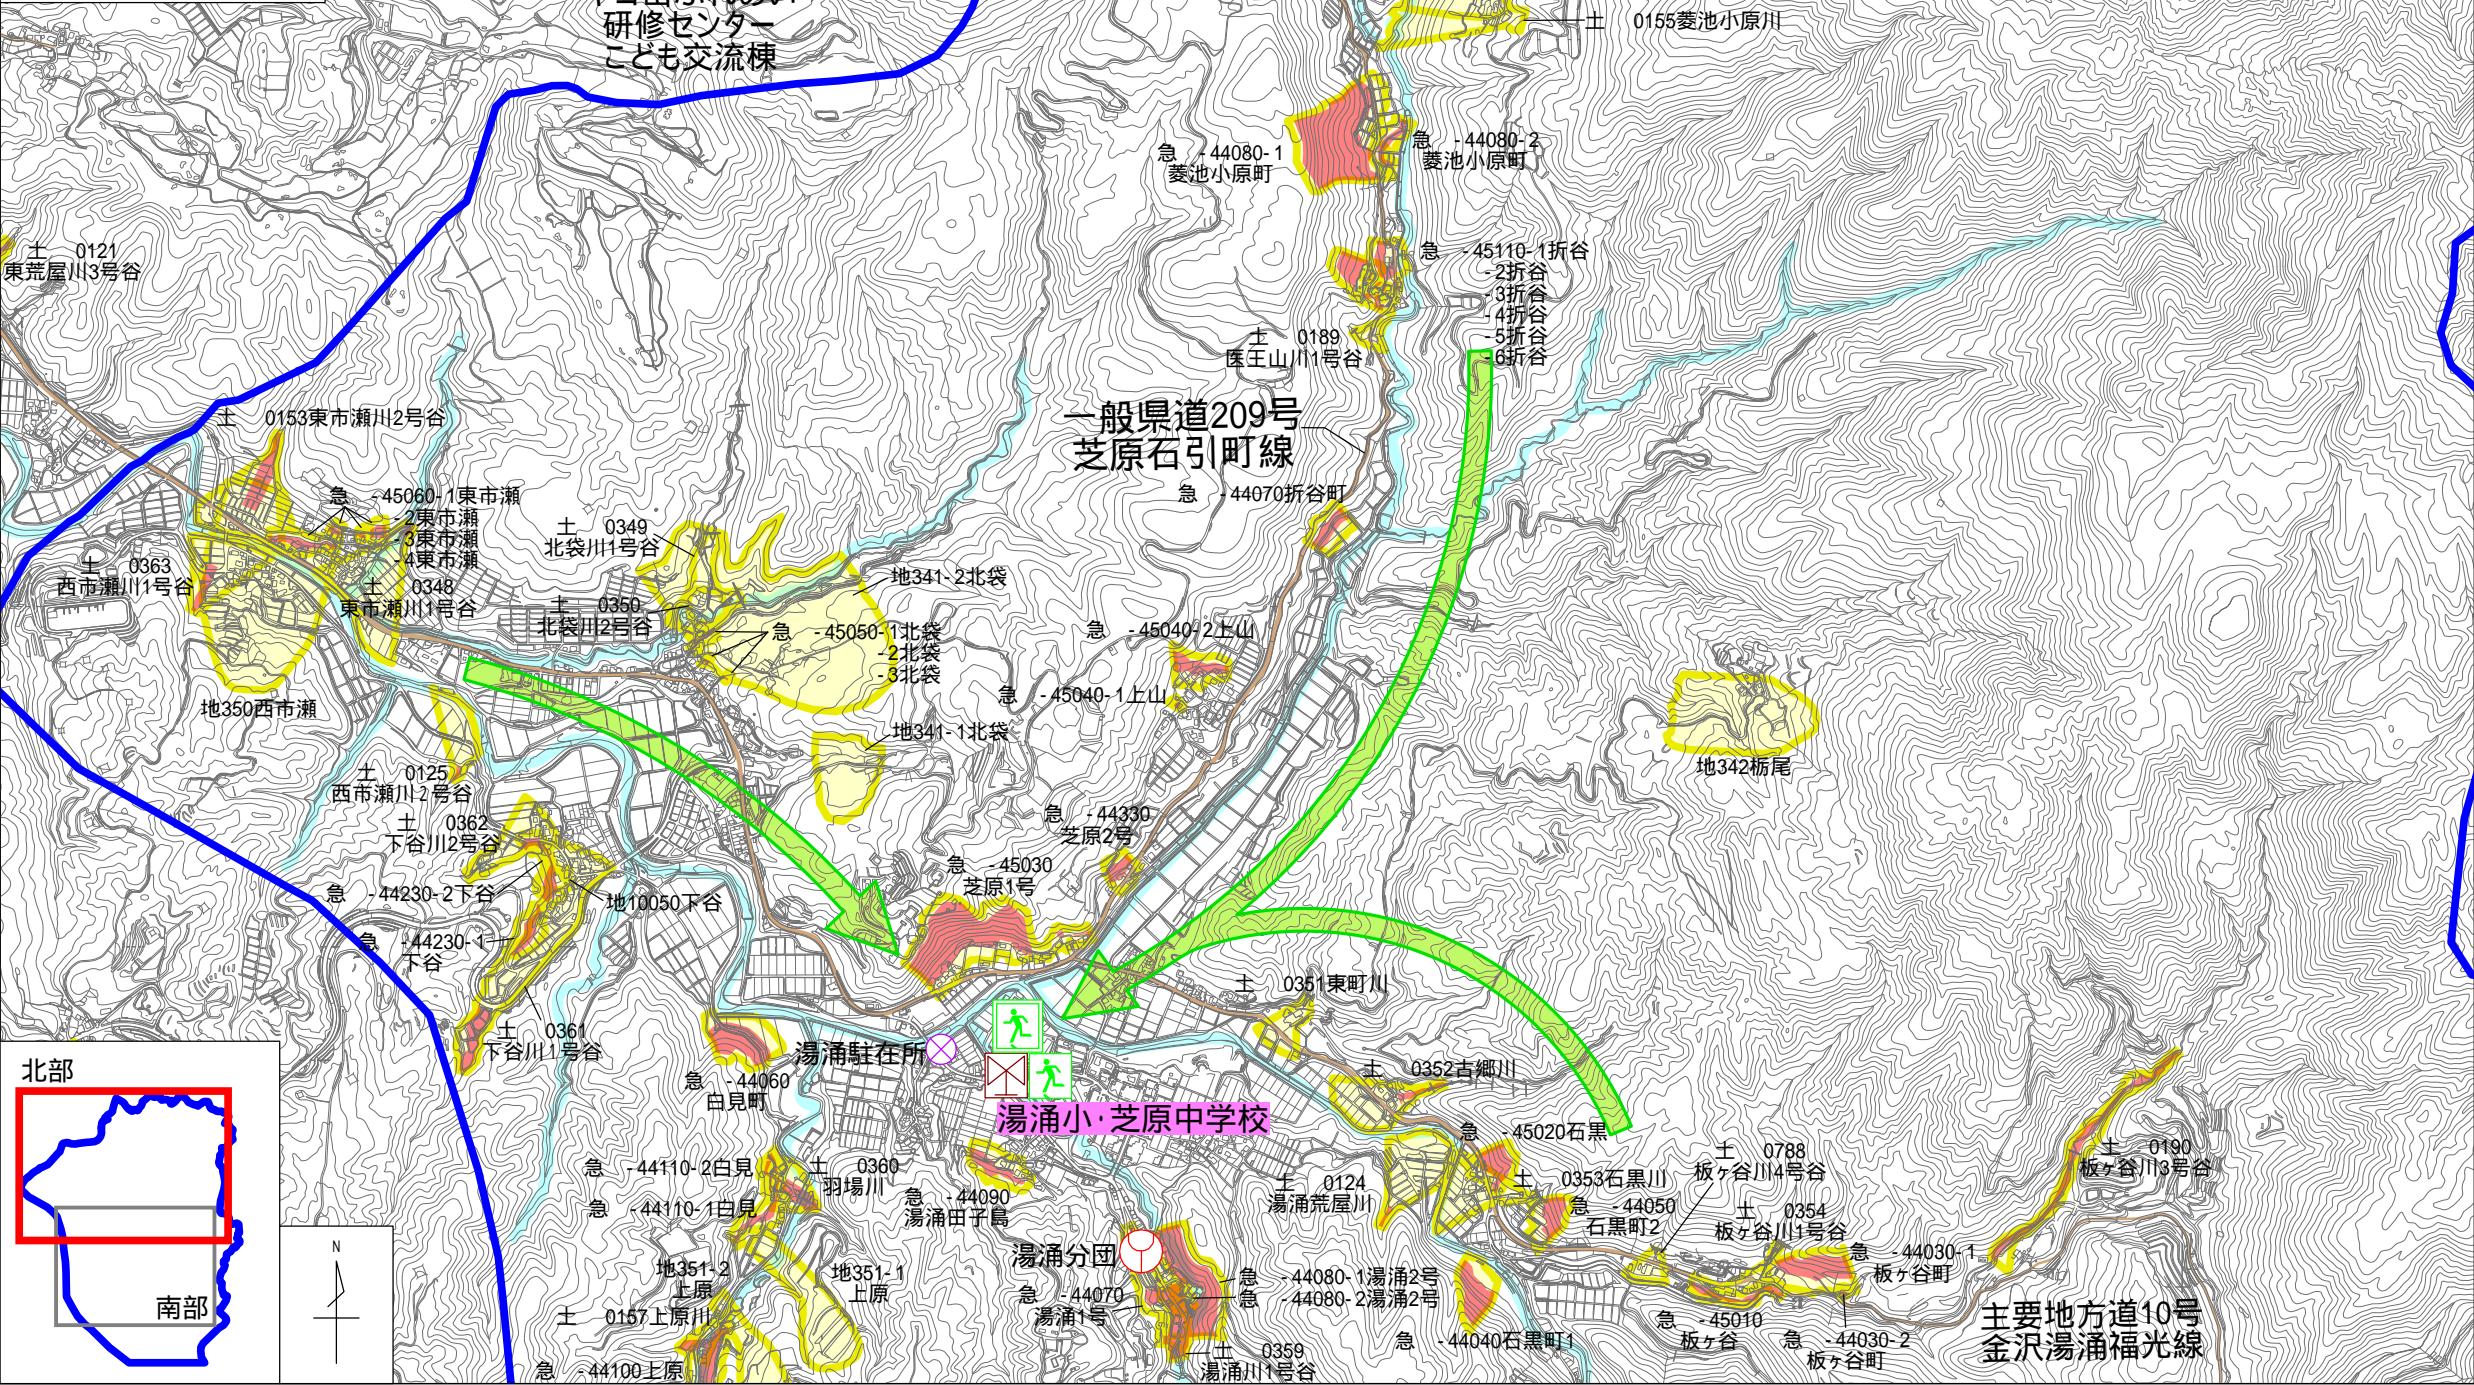 研修センター
こども交流棟
土 0155菱池小原川
急 -44080-1
菱池小原町
急 -44080-2
菱池小原町
土 0121
東荒屋川3号谷
急 -45110-1折谷
-2折谷
-3折谷
-4折谷
-5折谷
-6折谷
土 0189
医王山川1号谷
一般県道209号
芝原石引町線
土 0153東市瀬川2号谷
急 -44070折谷町
急 -45060-1東市瀬
-2東市瀬
-3東市瀬
-4東市瀬
土 0349
北袋川1号谷
土 0363
西市瀬川1号谷
土 0348
東市瀬川1号谷
地341-2北袋
土 0350
北袋川2号谷
急 -45050-1北袋
-2北袋
-3北袋
急 -45040-2上山
急 -45040-1上山
地350西市瀬
地341-1北袋
地342栃尾
土 0125
西市瀬川2号谷
土 0362
下谷川2号谷
急 -44330
芝原2号
急 -45030
芝原1号
急 -44230-2下谷
地10050下谷
急 -44230-1
下谷
土 0351東町川
土 0361
下谷川1号谷
湯涌駐在所
急 -44060
白見町
土 0352古郷川
湯涌小・芝原中学校
急 -45020石黒
土 0788
板ヶ谷川4号谷
土 0190
板ヶ谷川3号谷
急 -44110-2白見
土 0360
羽場川
急 -44110-1白見
急 -44090
湯涌田子島
土 0124
湯涌荒屋川
土 0353石黒川
急 -44050
石黒町2
土 0354
板ヶ谷川1号谷
湯涌分団
急 -44030-1
板ヶ谷町
地351-2
上原
地351-1
上原
急 -44080-1湯涌2号
急 -44080-2湯涌2号
急 -44070
湯涌1号
土 0157上原川
急 -45010
板ヶ谷
急 -44030-2
板ヶ谷町
急 -44040石黒町1
主要地方道10号
金沢湯涌福光線
土 0359
湯涌川1号谷
急 -44100上原
北部
南部
N